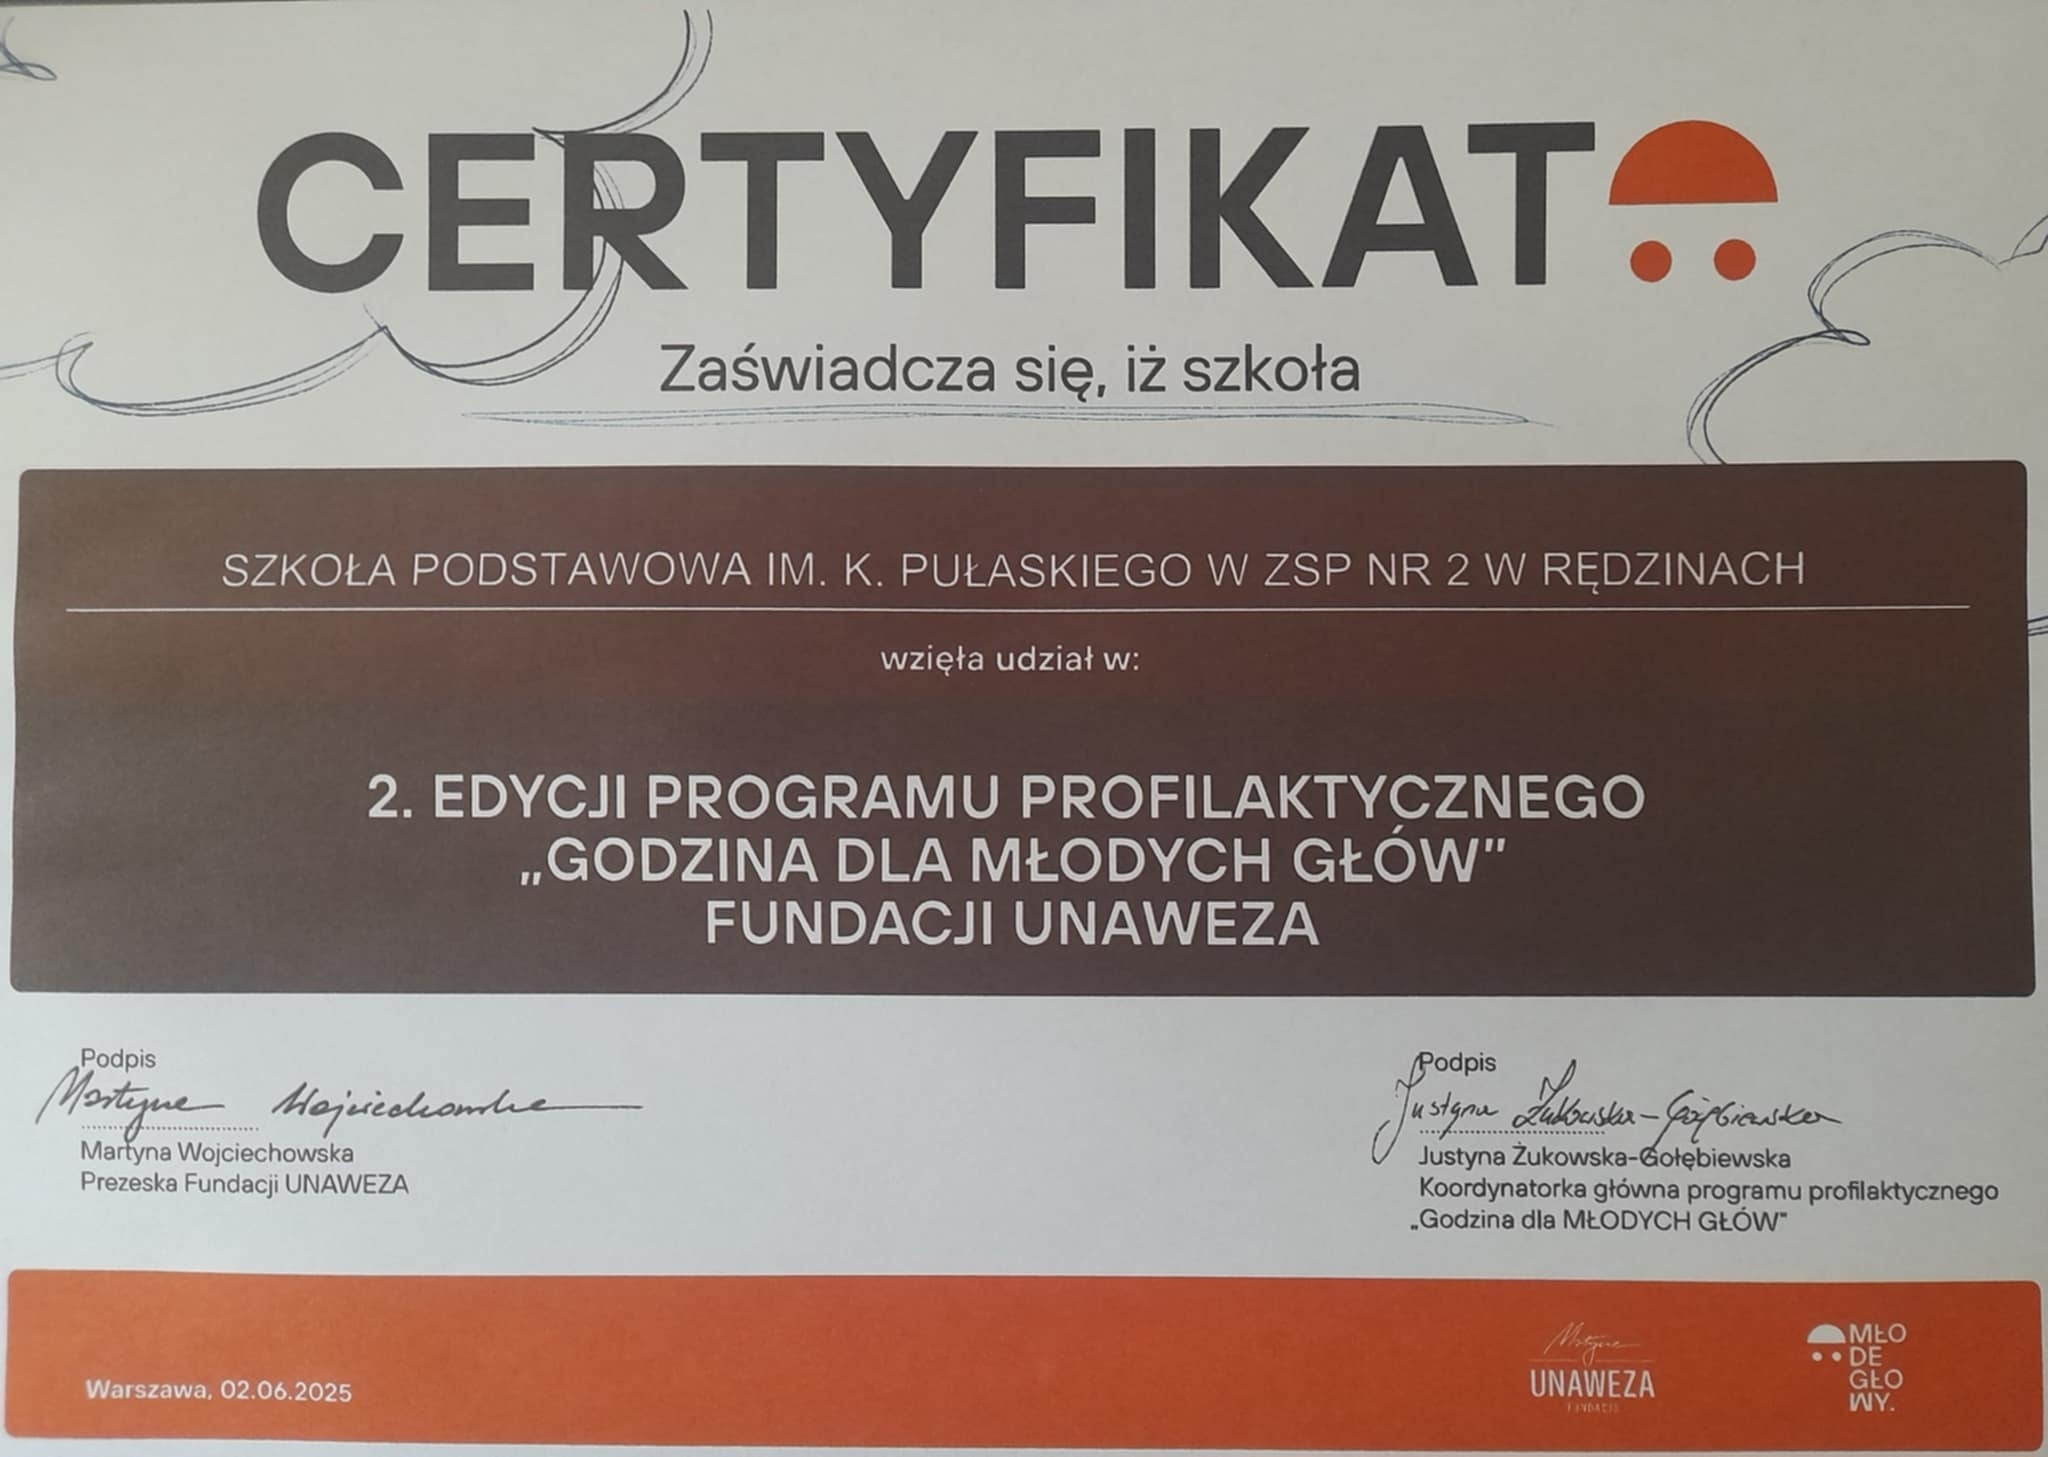 CERTYFIKAT
Zaświadcza się, iż szkoła
SZKOŁA PODSTAWOWA IM. K. PUŁASKIEGO W ZSP NR 2 W RĘDZINACH
wzięła udział w:
2. EDYCJI PROGRAMU PROFILAKTYCZNEGO
„GODZINA DLA MŁODYCH GŁÓW"
FUNDACJI UNAWEZA
Podpis
Martyna Wojciechowska
Martyna Wojciechowska
Prezeska Fundacji UNAWEZA
Podpis
Justyna Żukowska-Gołębiewska
Justyna Żukowska-Gołębiewska
Koordynatorka główna programu profilaktycznego
„Godzina dla MŁODYCH GŁÓW"
Warszawa, 02.06.2025
Martyna
UNAWEZA
FUNDACJA
MŁO
DE
GŁO
WY.